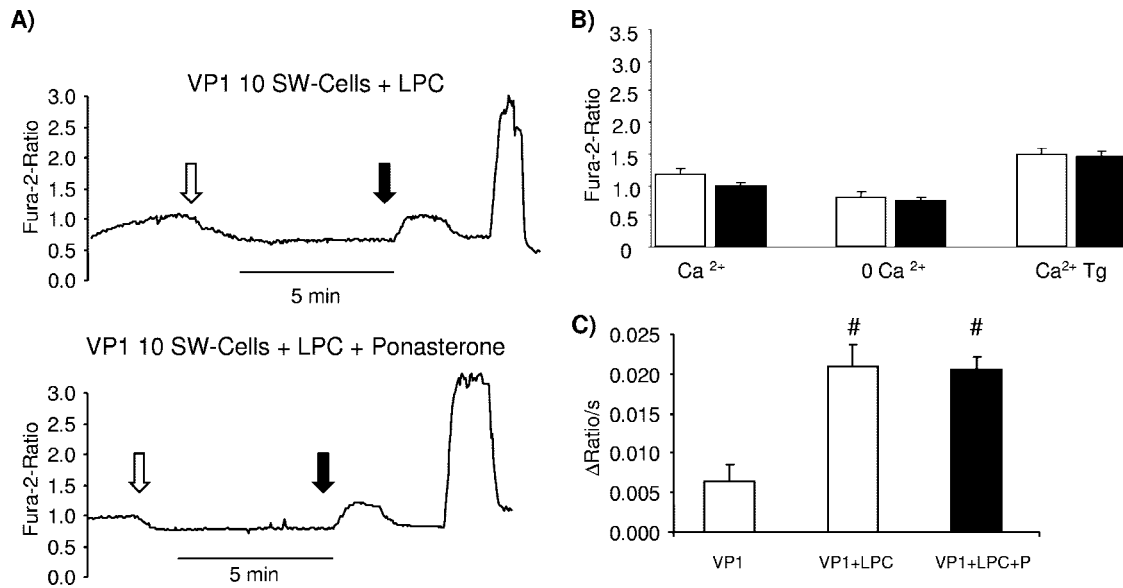 A)
VP1 10 SW-Cells + LPC
Fura-2-Ratio
3.0
2.5
2.0
1.5
1.0
0.5
0.0
5 min
VP1 10 SW-Cells + LPC + Ponasterone
Fura-2-Ratio
3.0
2.5
2.0
1.5
1.0
0.5
0.0
5 min
B)
Fura-2-Ratio
3.5
3.0
2.5
2.0
1.5
1.0
0.5
0
Ca 2+
0 Ca 2+
Ca2+ Tg
C)
ΔRatio/s
0.025
0.020
0.015
0.010
0.005
0.000
# #
VP1 VP1+LPC VP1+LPC+P